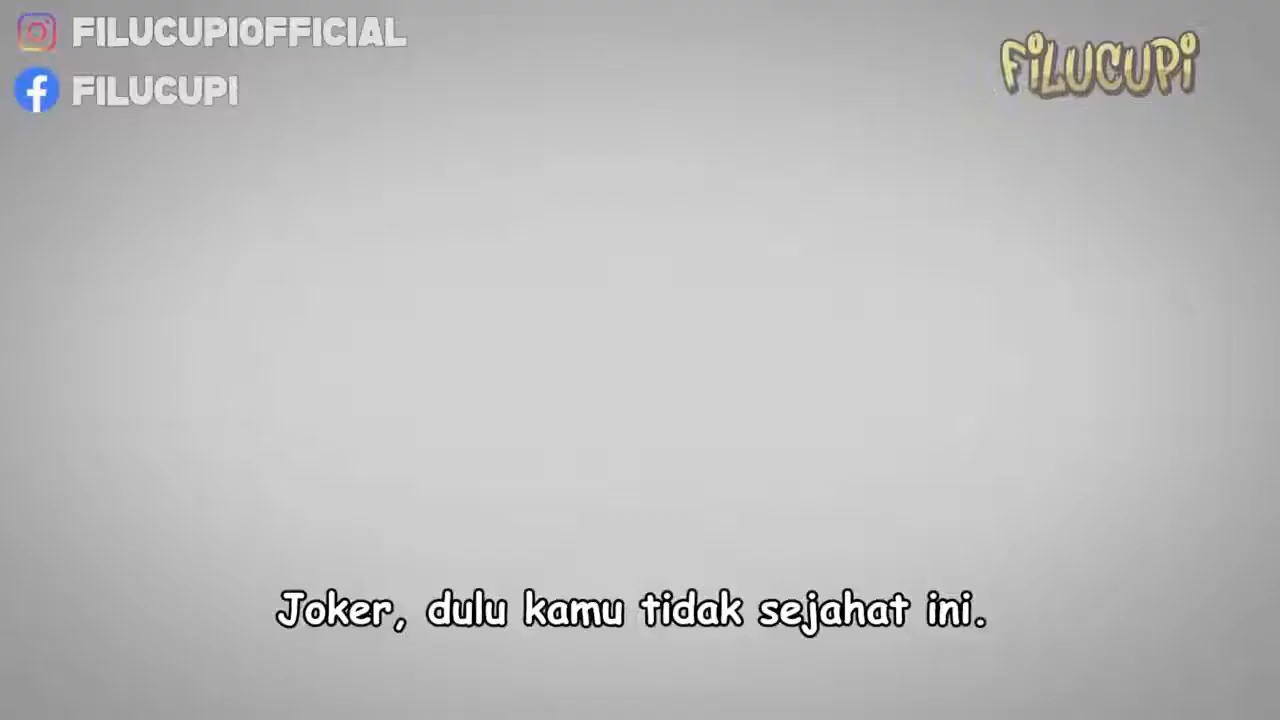 FILUCUPIOFFICIAL
FILUCUPI
FiLUCUPi
Joker, dulu kamu tidak sejahat ini.